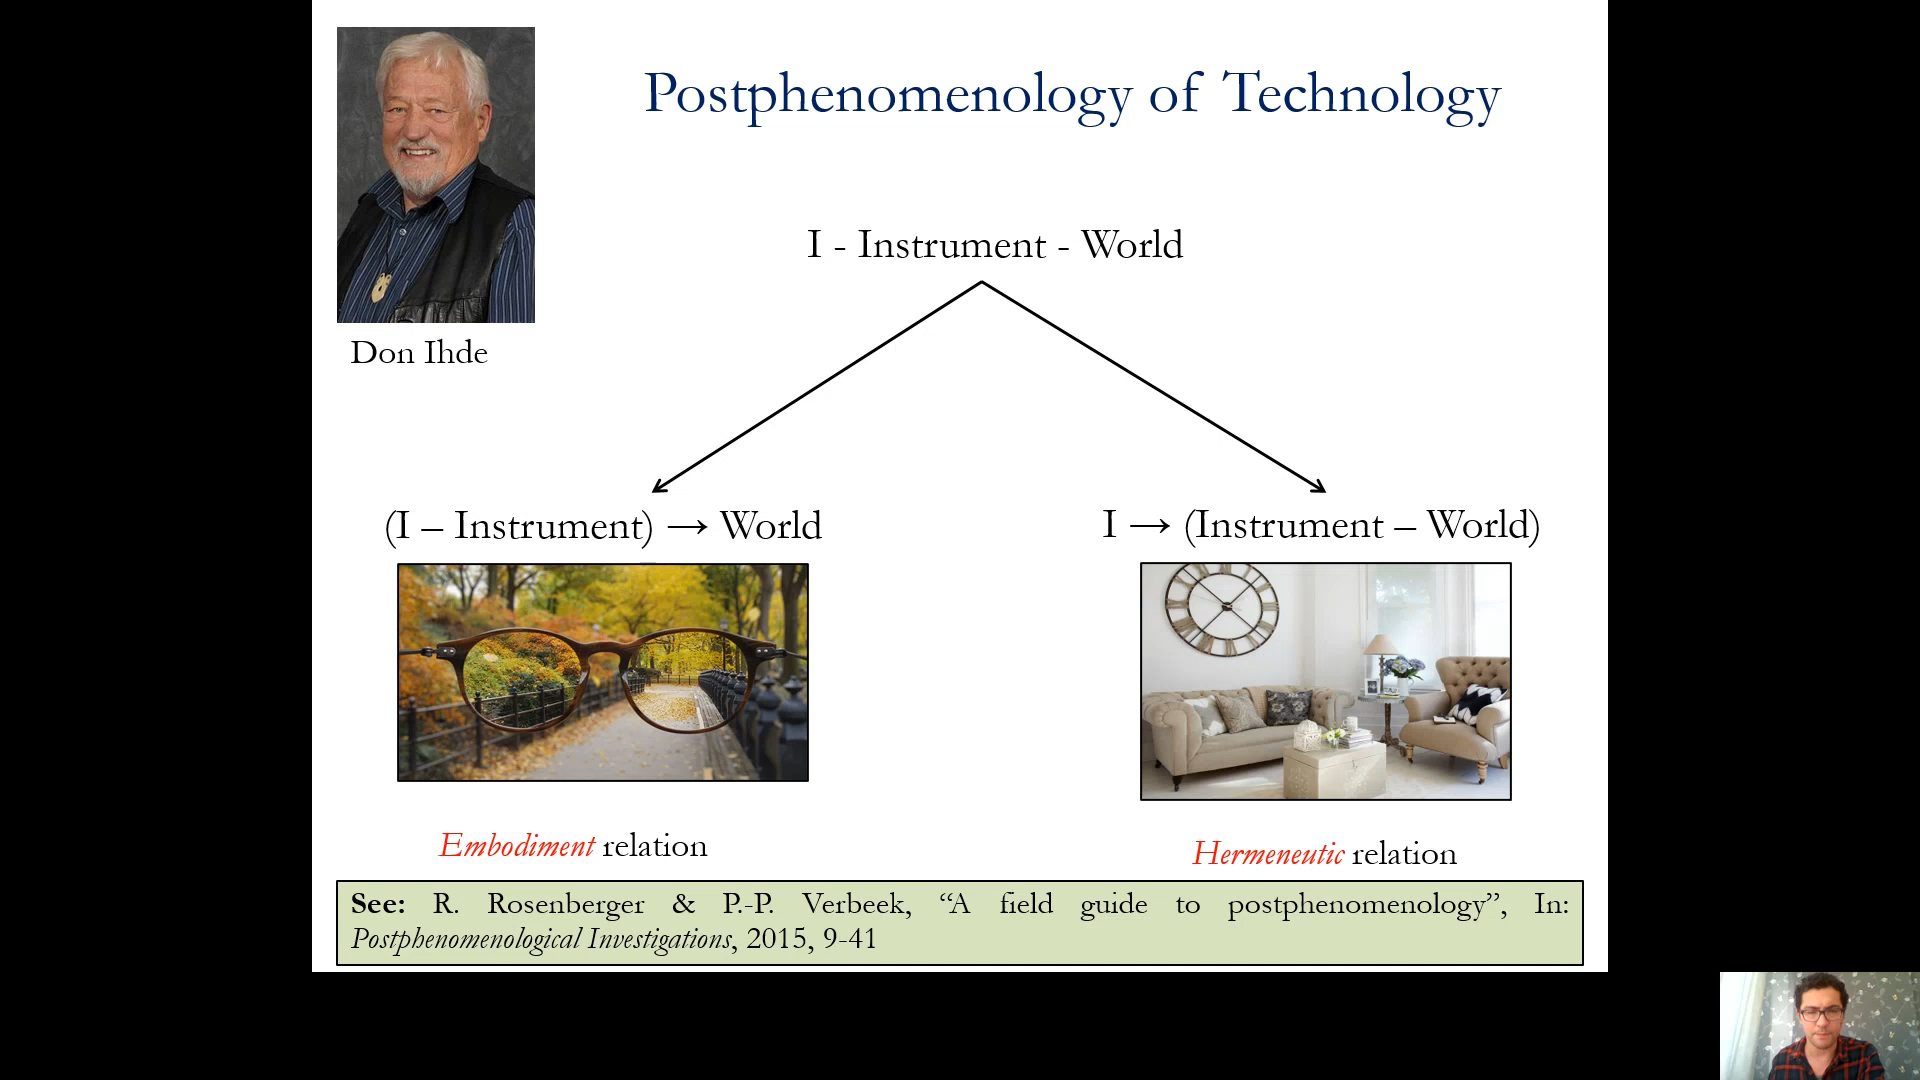 Postphenomenology of Technology
Don Ihde
I - Instrument - World
(I – Instrument) → World
I → (Instrument – World)
Embodiment relation
Hermeneutic relation
See: R. Rosenberger & P.-P. Verbeek, “A field guide to postphenomenology”, In:
Postphenomenological Investigations, 2015, 9-41